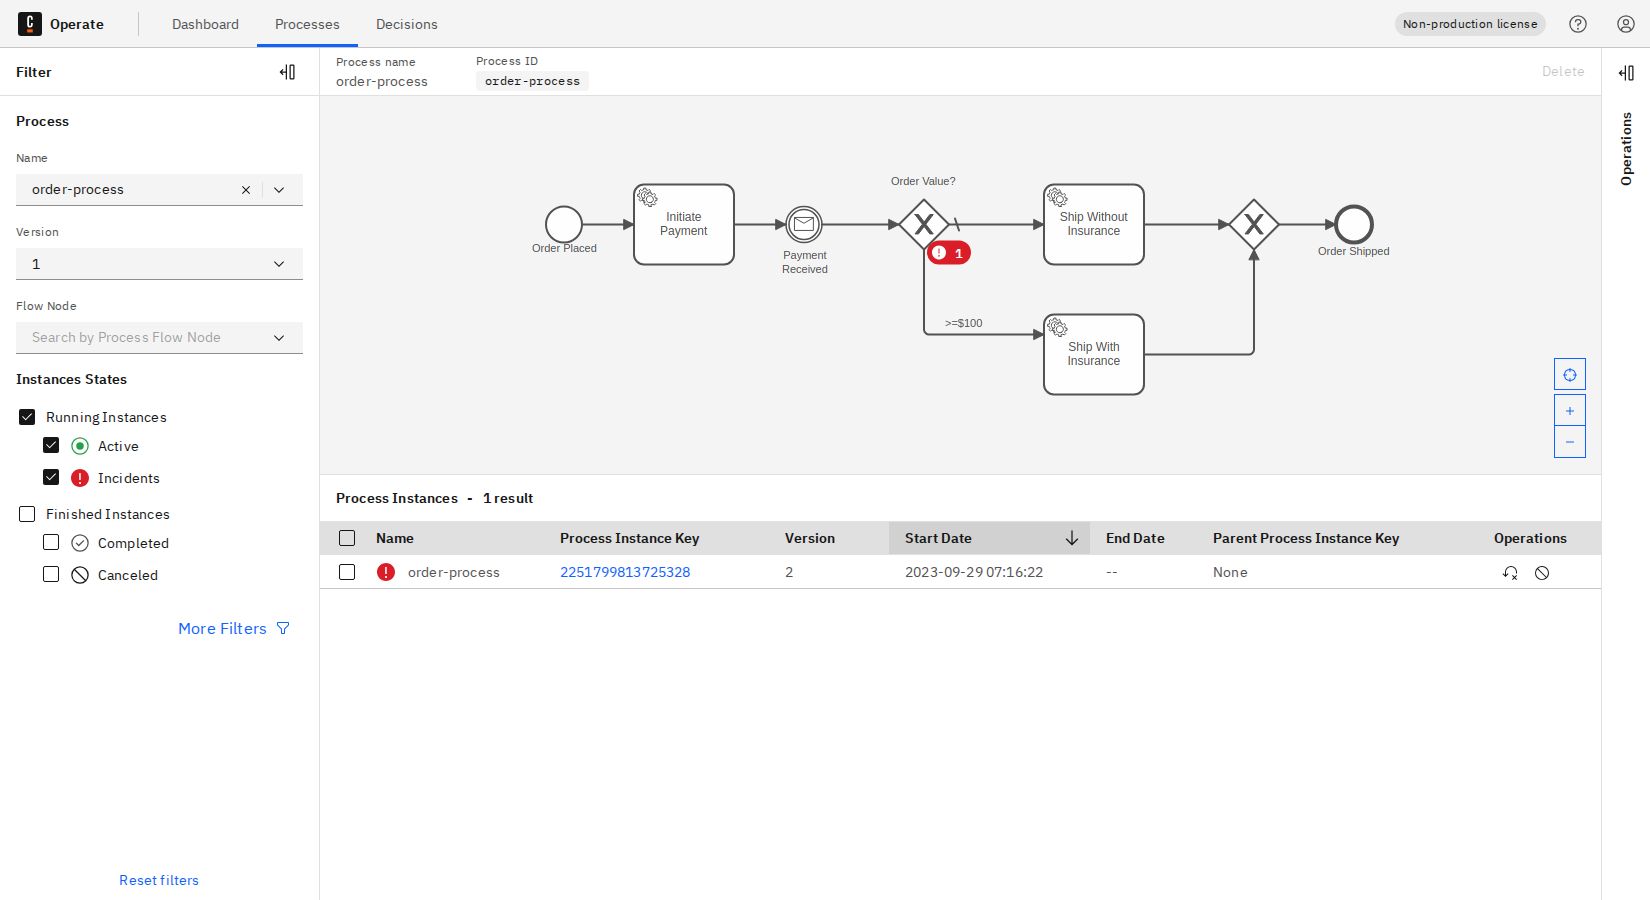 Operate
Dashboard
Processes
Decisions
Non-production license
Filter
Process
Name
order-process
Version
1
Flow Node
Search by Process Flow Node
Instances States
Running Instances
Active
Incidents
Finished Instances
Completed
Canceled
More Filters
Reset filters
Process name
order-process
Process ID
order-process
Delete
Order Placed
Initiate
Payment
Payment
Received
Order Value?
1
>=$100
Ship Without
Insurance
Ship With
Insurance
Order Shipped
+
−
Process Instances - 1 result
Name Process Instance Key Version Start Date End Date Parent Process Instance Key Operations
order-process 2251799813725328 2 2023-09-29 07:16:22 -- None
Operations